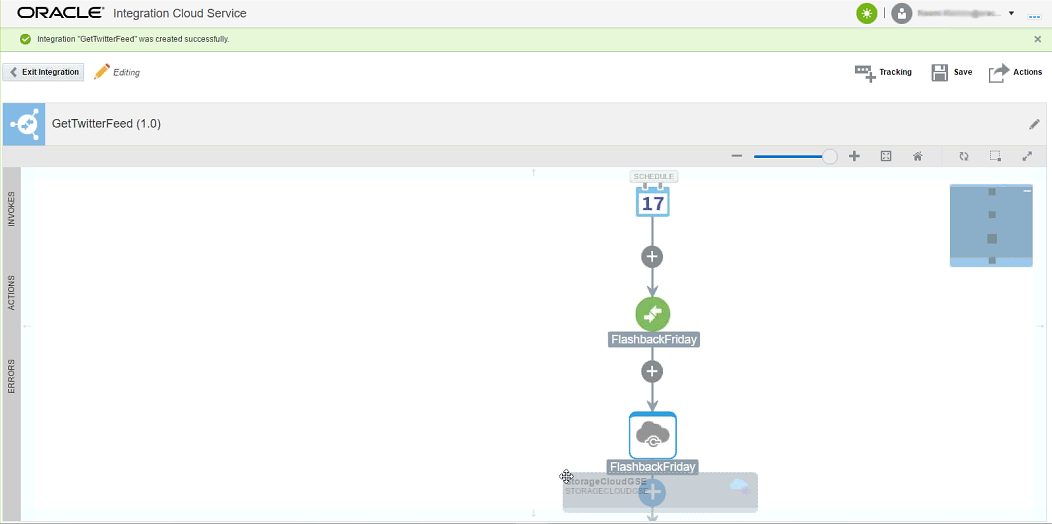 ORACLE® Integration Cloud Service
Integration "GetTwitterFeed" was created successfully.
Exit Integration
Editing
Tracking
Save
Actions
GetTwitterFeed (1.0)
INVOKES
ACTIONS
ERRORS
SCHEDULE
17
FlashbackFriday
FlashbackFriday
StorageCloudGSE
STORAGECLOUDGSE